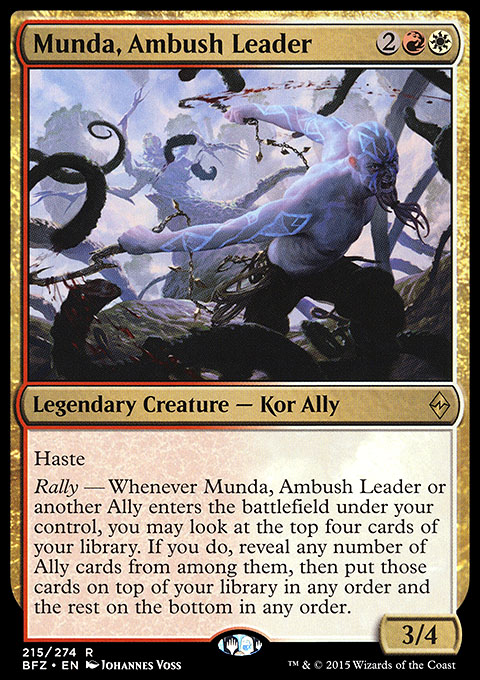 Munda, Ambush Leader 2
Legendary Creature — Kor Ally
Haste
Rally — Whenever Munda, Ambush Leader or
another Ally enters the battlefield under your
control, you may look at the top four cards of
your library. If you do, reveal any number of
Ally cards from among them, then put those
cards on top of your library in any order and
the rest on the bottom in any order.
3/4
215/274 R
BFZ • EN Johannes Voss
™ & © 2015 Wizards of the Coast